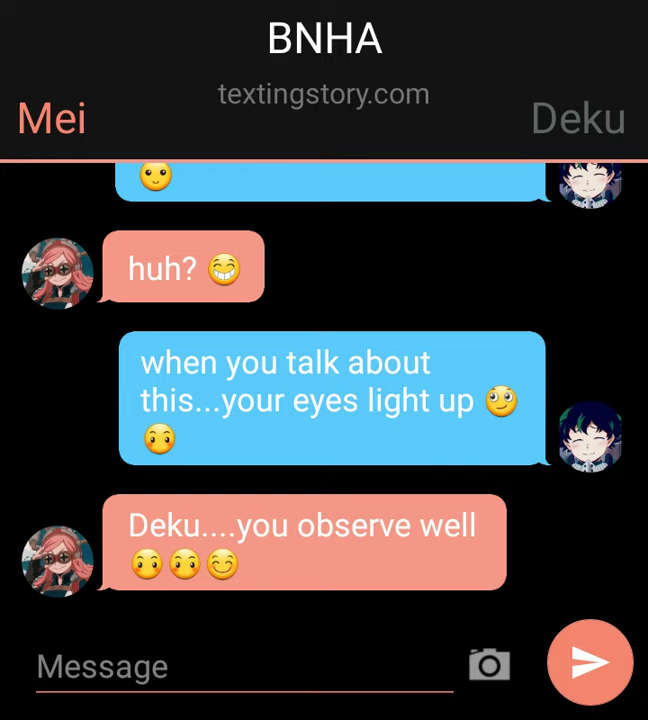 BNHA
textingstory.com
Mei
Deku
huh? 😁
when you talk about
this...your eyes light up 🙄
😶
Deku....you observe well
😶😶😊
Message